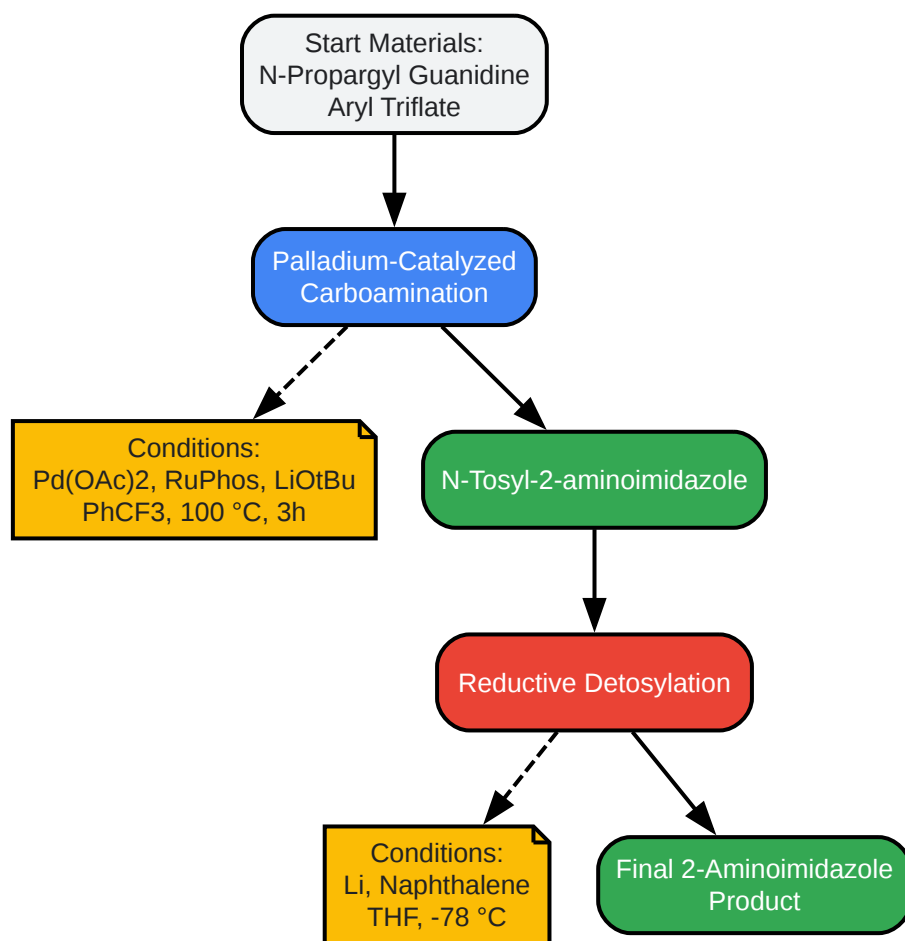 Start Materials:
N-Propargyl Guanidine
Aryl Triflate
Palladium-Catalyzed
Carboamination
Conditions:
Pd(OAc)2, RuPhos, LiOtBu
PhCF3, 100 °C, 3h
N-Tosyl-2-aminoimidazole
Reductive Detosylation
Conditions:
Li, Naphthalene
THF, -78 °C
Final 2-Aminoimidazole
Product